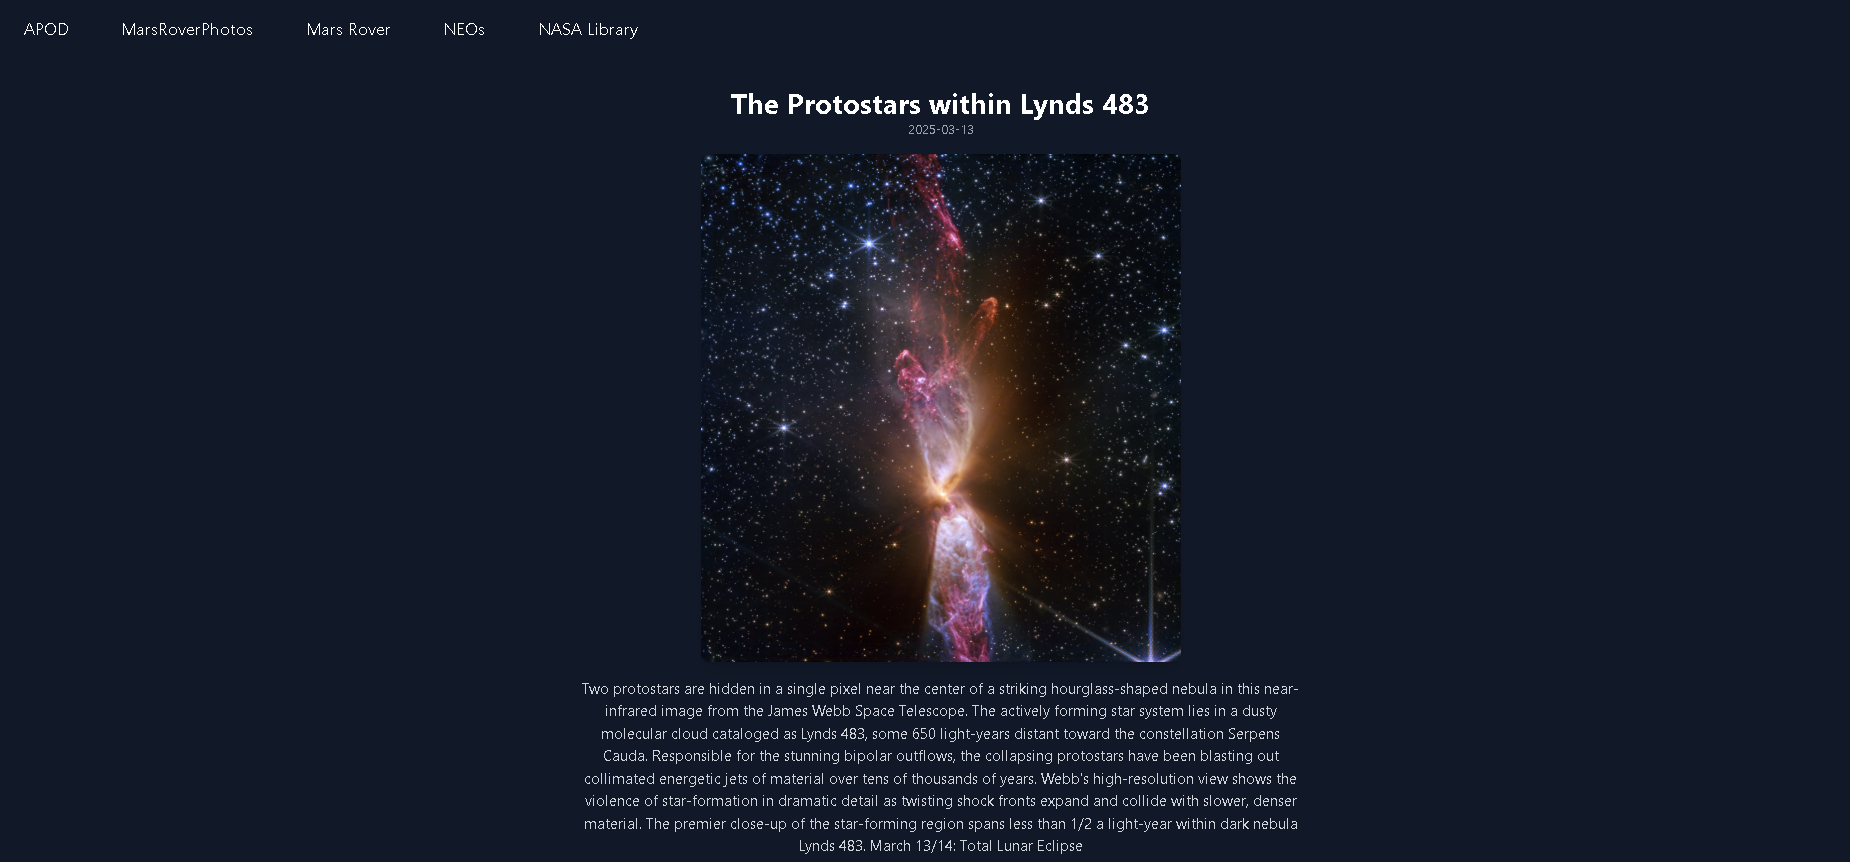 APOD MarsRoverPhotos Mars Rover NEOs NASA Library
The Protostars within Lynds 483
2025-03-13
Two protostars are hidden in a single pixel near the center of a striking hourglass-shaped nebula in this near-
infrared image from the James Webb Space Telescope. The actively forming star system lies in a dusty
molecular cloud cataloged as Lynds 483, some 650 light-years distant toward the constellation Serpens
Cauda. Responsible for the stunning bipolar outflows, the collapsing protostars have been blasting out
collimated energetic jets of material over tens of thousands of years. Webb's high-resolution view shows the
violence of star-formation in dramatic detail as twisting shock fronts expand and collide with slower, denser
material. The premier close-up of the star-forming region spans less than 1/2 a light-year within dark nebula
Lynds 483. March 13/14: Total Lunar Eclipse